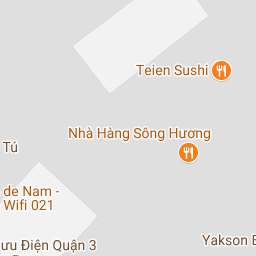 Teien Sushi
Nhà Hàng Sông Hương
Tú
de Nam -
Wifi 021
ưu Điện Quận 3
Yakson B